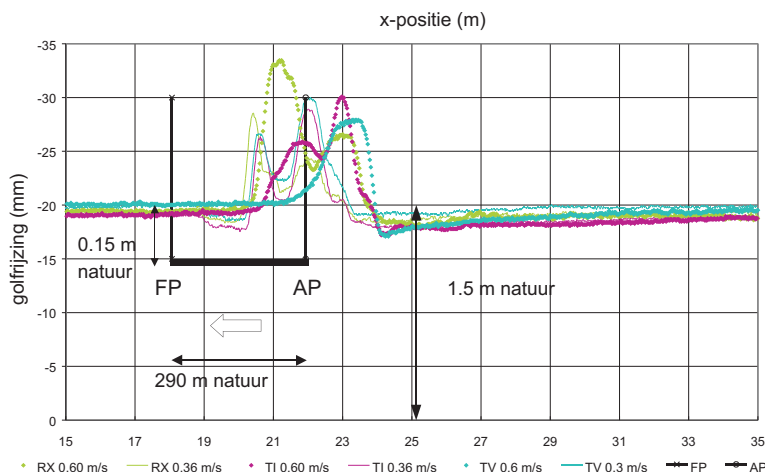 x-positie (m)
-35
-30
-25
-20
-15
-10
-5
0
golfrijzing (mm)
0.15 m
natuur
FP
AP
1.5 m natuur
290 m natuur
15 17 19 21 23 25 27 29 31 33 35
RX 0.60 m/s RX 0.36 m/s TI 0.60 m/s TI 0.36 m/s TV 0.6 m/s TV 0.3 m/s FP AP